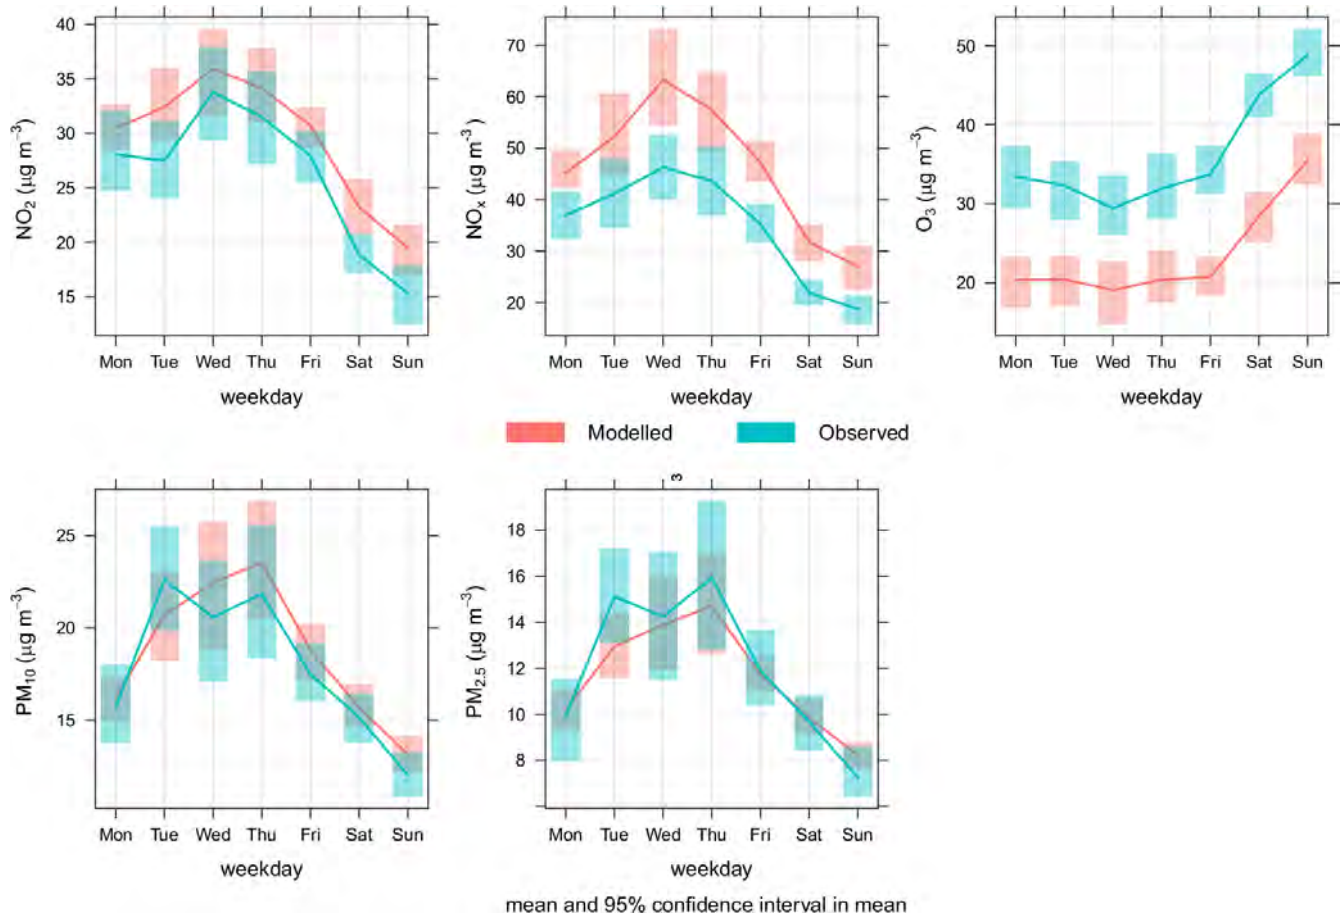 NO₂ (µg m⁻³)
40
35
30
25
20
15
Mon Tue Wed Thu Fri Sat Sun
weekday
NOₓ (µg m⁻³)
70
60
50
40
30
20
Mon Tue Wed Thu Fri Sat Sun
weekday
O₃ (µg m⁻³)
50
40
30
20
Mon Tue Wed Thu Fri Sat Sun
weekday
Modelled Observed
PM₁₀ (µg m⁻³)
25
20
15
Mon Tue Wed Thu Fri Sat Sun
weekday
3
PM₂.₅ (µg m⁻³)
18
16
14
12
10
8
Mon Tue Wed Thu Fri Sat Sun
weekday
mean and 95% confidence interval in mean